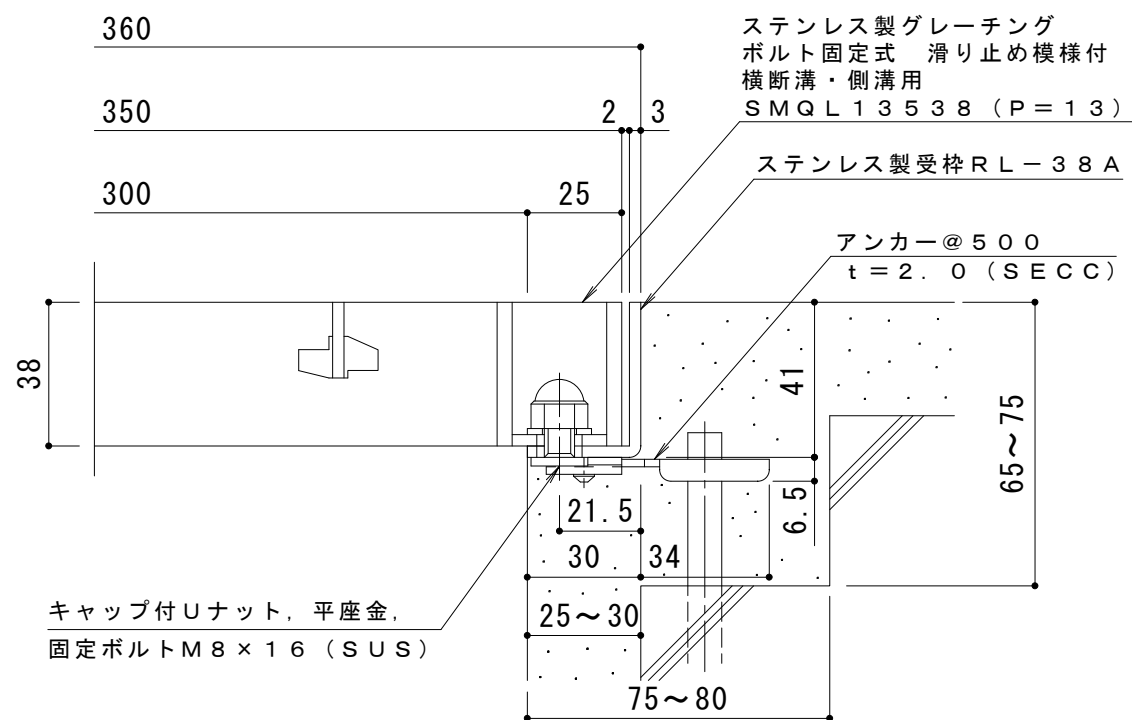 360
ステンレス製グレーチング
ボルト固定式　滑り止め模様付
横断溝・側溝用
SMQL13538（P＝13）
350
2
3
ステンレス製受枠RL－38A
300
25
アンカー@500
t＝2．0（SECC）
38
41
65～75
6.5
21.5
30
34
キャップ付Uナット，平座金，
固定ボルトM8×16（SUS）
25～30
75～80